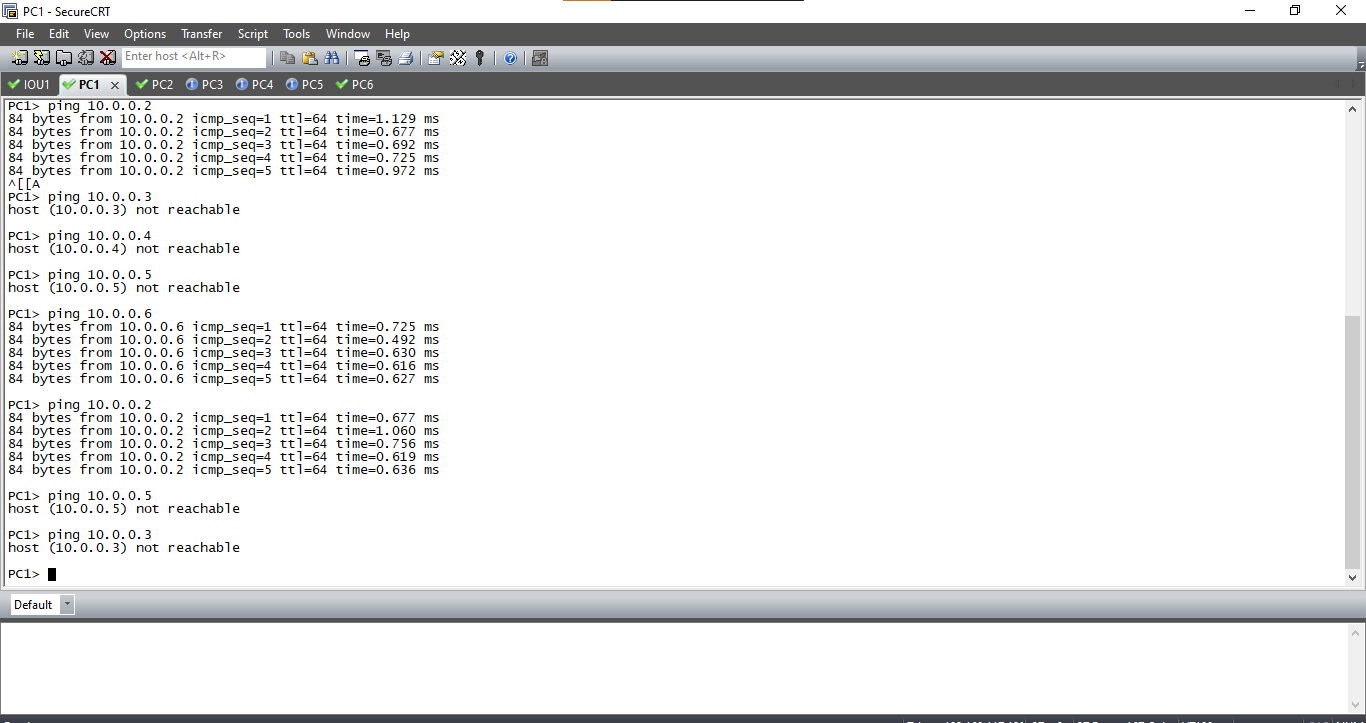 PC1 - SecureCRT
File Edit View Options Transfer Script Tools Window Help
Enter host <Alt+R>
IOU1 PC1 PC2 PC3 PC4 PC5 PC6
PC1> ping 10.0.0.2
84 bytes from 10.0.0.2 icmp_seq=1 ttl=64 time=1.129 ms
84 bytes from 10.0.0.2 icmp_seq=2 ttl=64 time=0.677 ms
84 bytes from 10.0.0.2 icmp_seq=3 ttl=64 time=0.692 ms
84 bytes from 10.0.0.2 icmp_seq=4 ttl=64 time=0.725 ms
84 bytes from 10.0.0.2 icmp_seq=5 ttl=64 time=0.972 ms
^[[A
PC1> ping 10.0.0.3
host (10.0.0.3) not reachable
PC1> ping 10.0.0.4
host (10.0.0.4) not reachable
PC1> ping 10.0.0.5
host (10.0.0.5) not reachable
PC1> ping 10.0.0.6
84 bytes from 10.0.0.6 icmp_seq=1 ttl=64 time=0.725 ms
84 bytes from 10.0.0.6 icmp_seq=2 ttl=64 time=0.492 ms
84 bytes from 10.0.0.6 icmp_seq=3 ttl=64 time=0.630 ms
84 bytes from 10.0.0.6 icmp_seq=4 ttl=64 time=0.616 ms
84 bytes from 10.0.0.6 icmp_seq=5 ttl=64 time=0.627 ms
PC1> ping 10.0.0.2
84 bytes from 10.0.0.2 icmp_seq=1 ttl=64 time=0.677 ms
84 bytes from 10.0.0.2 icmp_seq=2 ttl=64 time=1.060 ms
84 bytes from 10.0.0.2 icmp_seq=3 ttl=64 time=0.756 ms
84 bytes from 10.0.0.2 icmp_seq=4 ttl=64 time=0.619 ms
84 bytes from 10.0.0.2 icmp_seq=5 ttl=64 time=0.636 ms
PC1> ping 10.0.0.5
host (10.0.0.5) not reachable
PC1> ping 10.0.0.3
host (10.0.0.3) not reachable
PC1>
Default